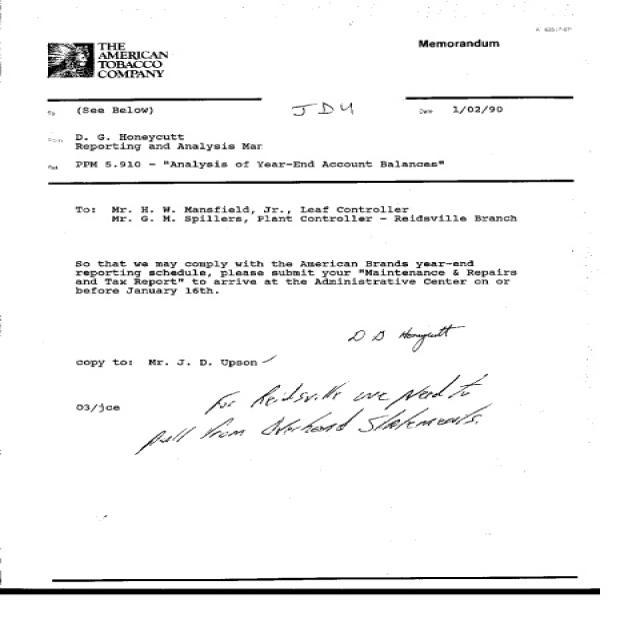 THE
AMERICAN
TOBACCO
COMPANY
Memorandum
To (See Below)
JDU
Date 1/02/90
From D. G. Honeycutt
Reporting and Analysis Mgr
PPM 5.910 - "Analysis of Year-End Account Balances"
To: Mr. H. W. Mansfield, Jr., Leaf Controller
Mr. G. M. Spillers, Plant Controller - Reidsville Branch
So that we may comply with the American Brands year-end
reporting schedule, please submit your "Maintenance & Repairs
and Tax Report" to arrive at the Administrative Center on or
before January 16th.
D G Honeycutt
copy to: Mr. J. D. Upson
03/jce
For Reidsville we need to
pull from Overhead Statements.